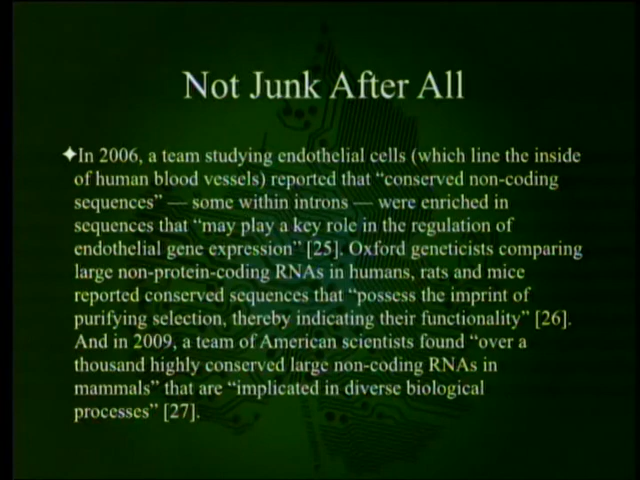 Not Junk After All
✦In 2006, a team studying endothelial cells (which line the inside
of human blood vessels) reported that “conserved non-coding
sequences” — some within introns — were enriched in
sequences that “may play a key role in the regulation of
endothelial gene expression” [25]. Oxford geneticists comparing
large non-protein-coding RNAs in humans, rats and mice
reported conserved sequences that “possess the imprint of
purifying selection, thereby indicating their functionality” [26].
And in 2009, a team of American scientists found “over a
thousand highly conserved large non-coding RNAs in
mammals” that are “implicated in diverse biological
processes” [27].